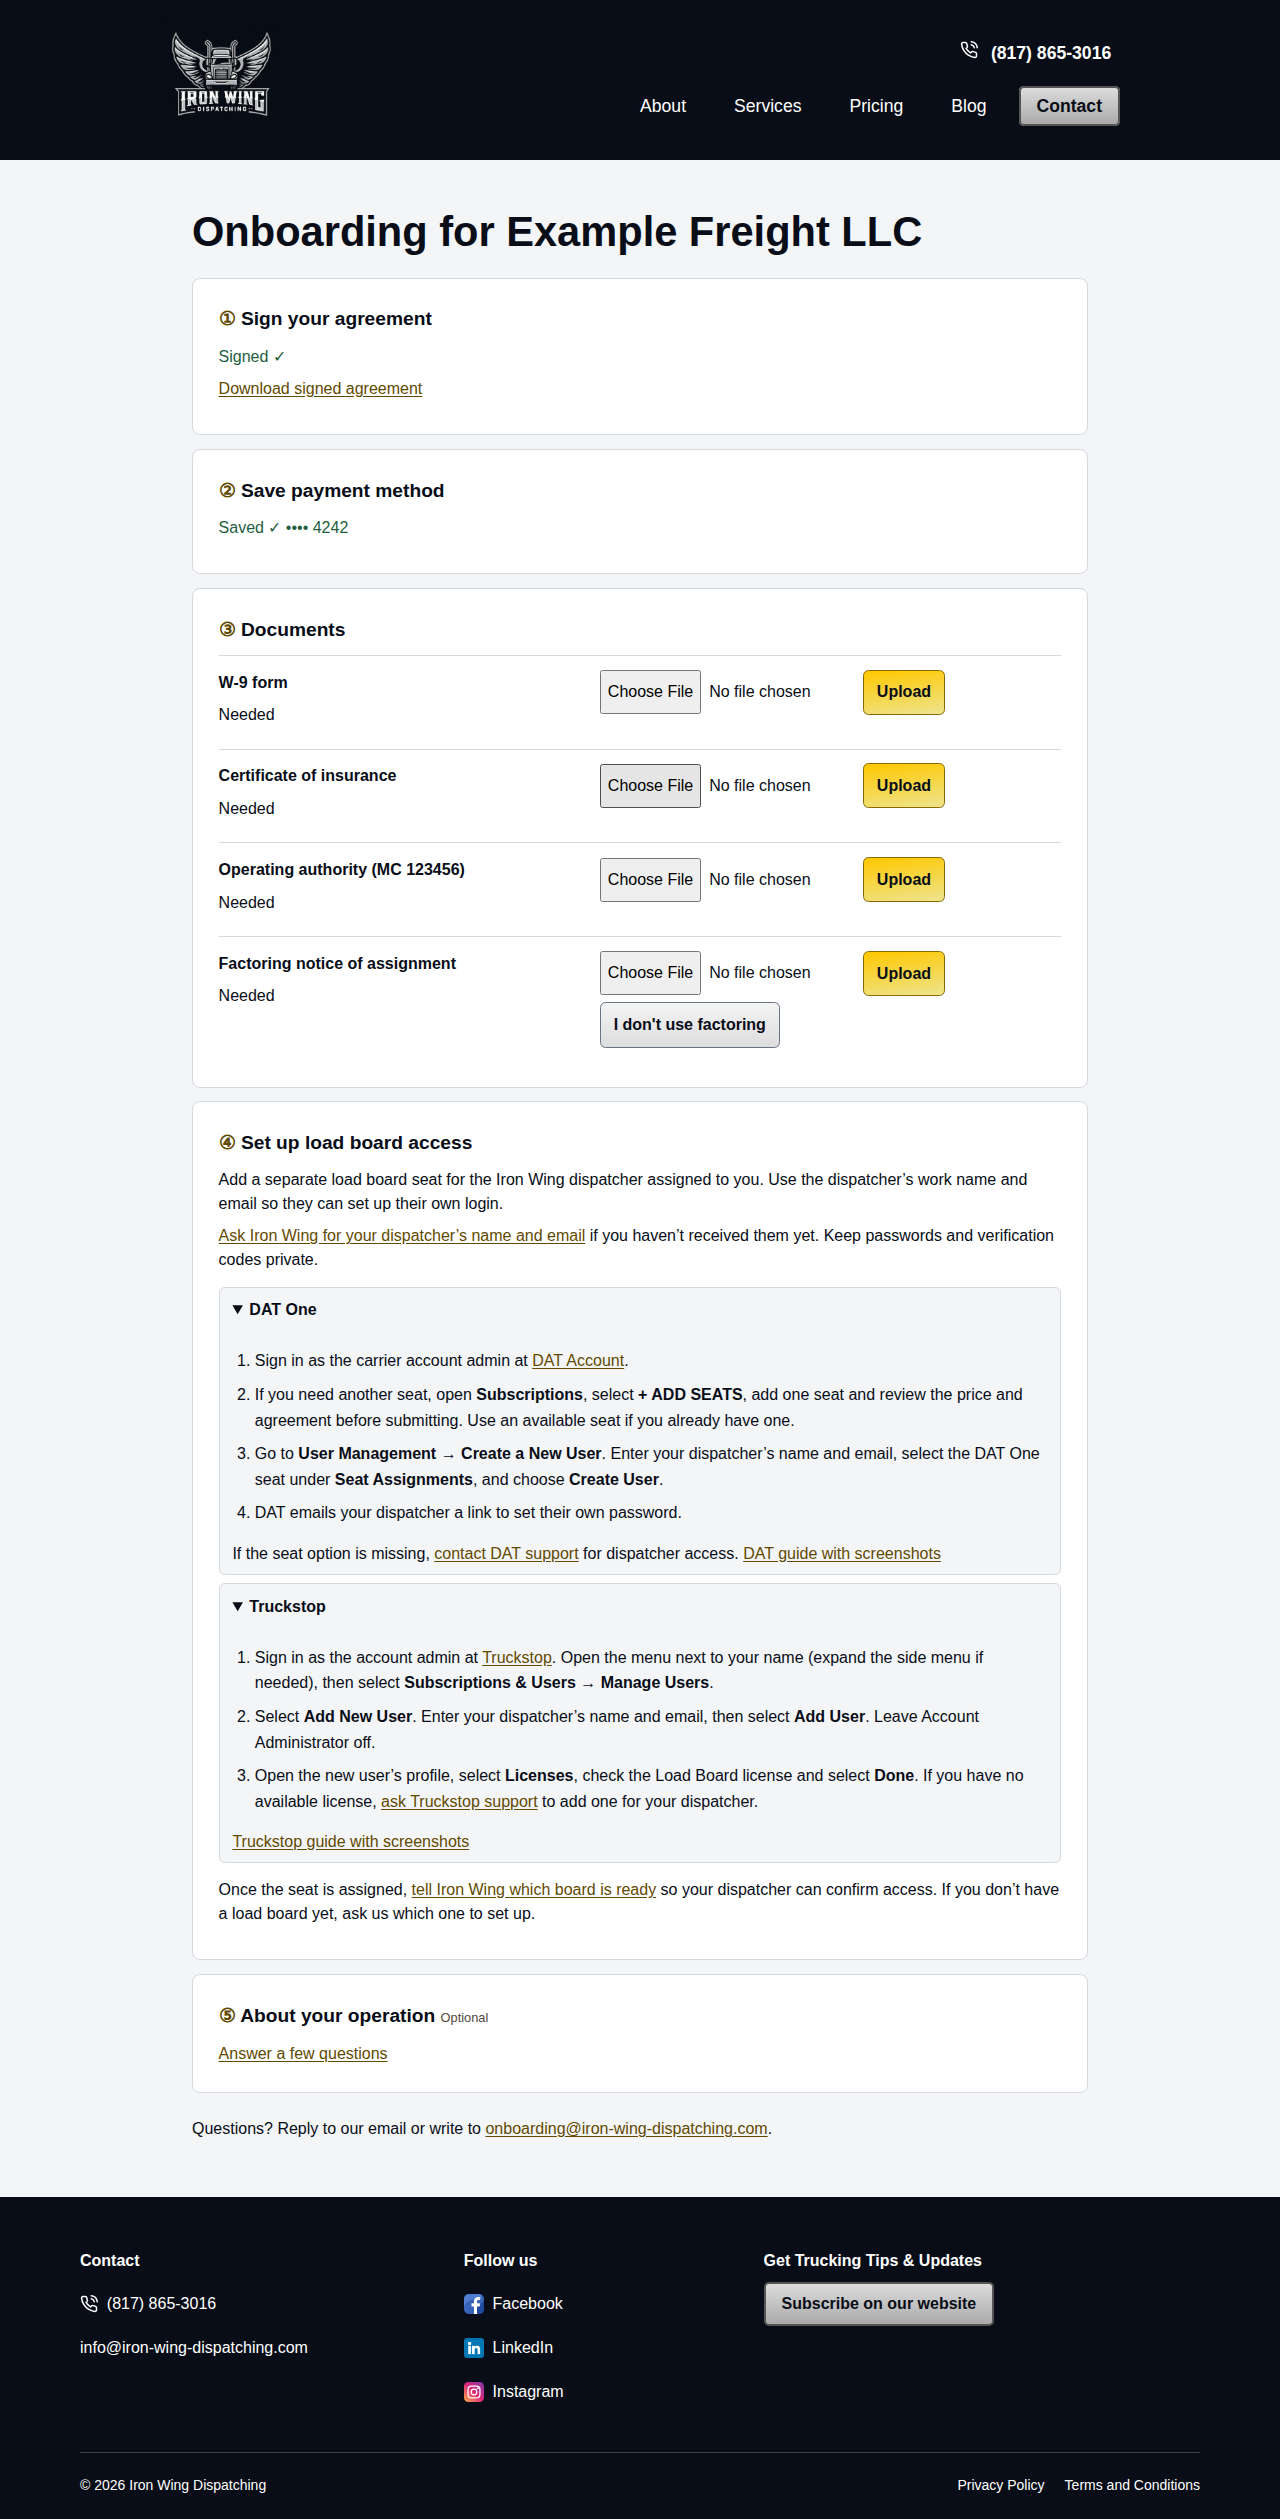 IRON WING
DISPATCHING
(817) 865-3016
About Services Pricing Blog Contact
Onboarding for Example Freight LLC
① Sign your agreement
Signed ✓
Download signed agreement
② Save payment method
Saved ✓ •••• 4242
③ Documents
W-9 form
Needed
Choose File No file chosen Upload
Certificate of insurance
Needed
Choose File No file chosen Upload
Operating authority (MC 123456)
Needed
Choose File No file chosen Upload
Factoring notice of assignment
Needed
Choose File No file chosen Upload
I don't use factoring
④ Set up load board access
Add a separate load board seat for the Iron Wing dispatcher assigned to you. Use the dispatcher’s work name and
email so they can set up their own login.
Ask Iron Wing for your dispatcher’s name and email if you haven’t received them yet. Keep passwords and verification
codes private.
▼ DAT One
1. Sign in as the carrier account admin at DAT Account.
2. If you need another seat, open Subscriptions, select + ADD SEATS, add one seat and review the price and
agreement before submitting. Use an available seat if you already have one.
3. Go to User Management → Create a New User. Enter your dispatcher’s name and email, select the DAT One
seat under Seat Assignments, and choose Create User.
4. DAT emails your dispatcher a link to set their own password.
If the seat option is missing, contact DAT support for dispatcher access. DAT guide with screenshots
▼ Truckstop
1. Sign in as the account admin at Truckstop. Open the menu next to your name (expand the side menu if
needed), then select Subscriptions & Users → Manage Users.
2. Select Add New User. Enter your dispatcher’s name and email, then select Add User. Leave Account
Administrator off.
3. Open the new user’s profile, select Licenses, check the Load Board license and select Done. If you have no
available license, ask Truckstop support to add one for your dispatcher.
Truckstop guide with screenshots
Once the seat is assigned, tell Iron Wing which board is ready so your dispatcher can confirm access. If you don’t have
a load board yet, ask us which one to set up.
⑤ About your operation Optional
Answer a few questions
Questions? Reply to our email or write to onboarding@iron-wing-dispatching.com.
Contact
(817) 865-3016
info@iron-wing-dispatching.com
Follow us
Facebook
LinkedIn
Instagram
Get Trucking Tips & Updates
Subscribe on our website
© 2026 Iron Wing Dispatching
Privacy Policy Terms and Conditions